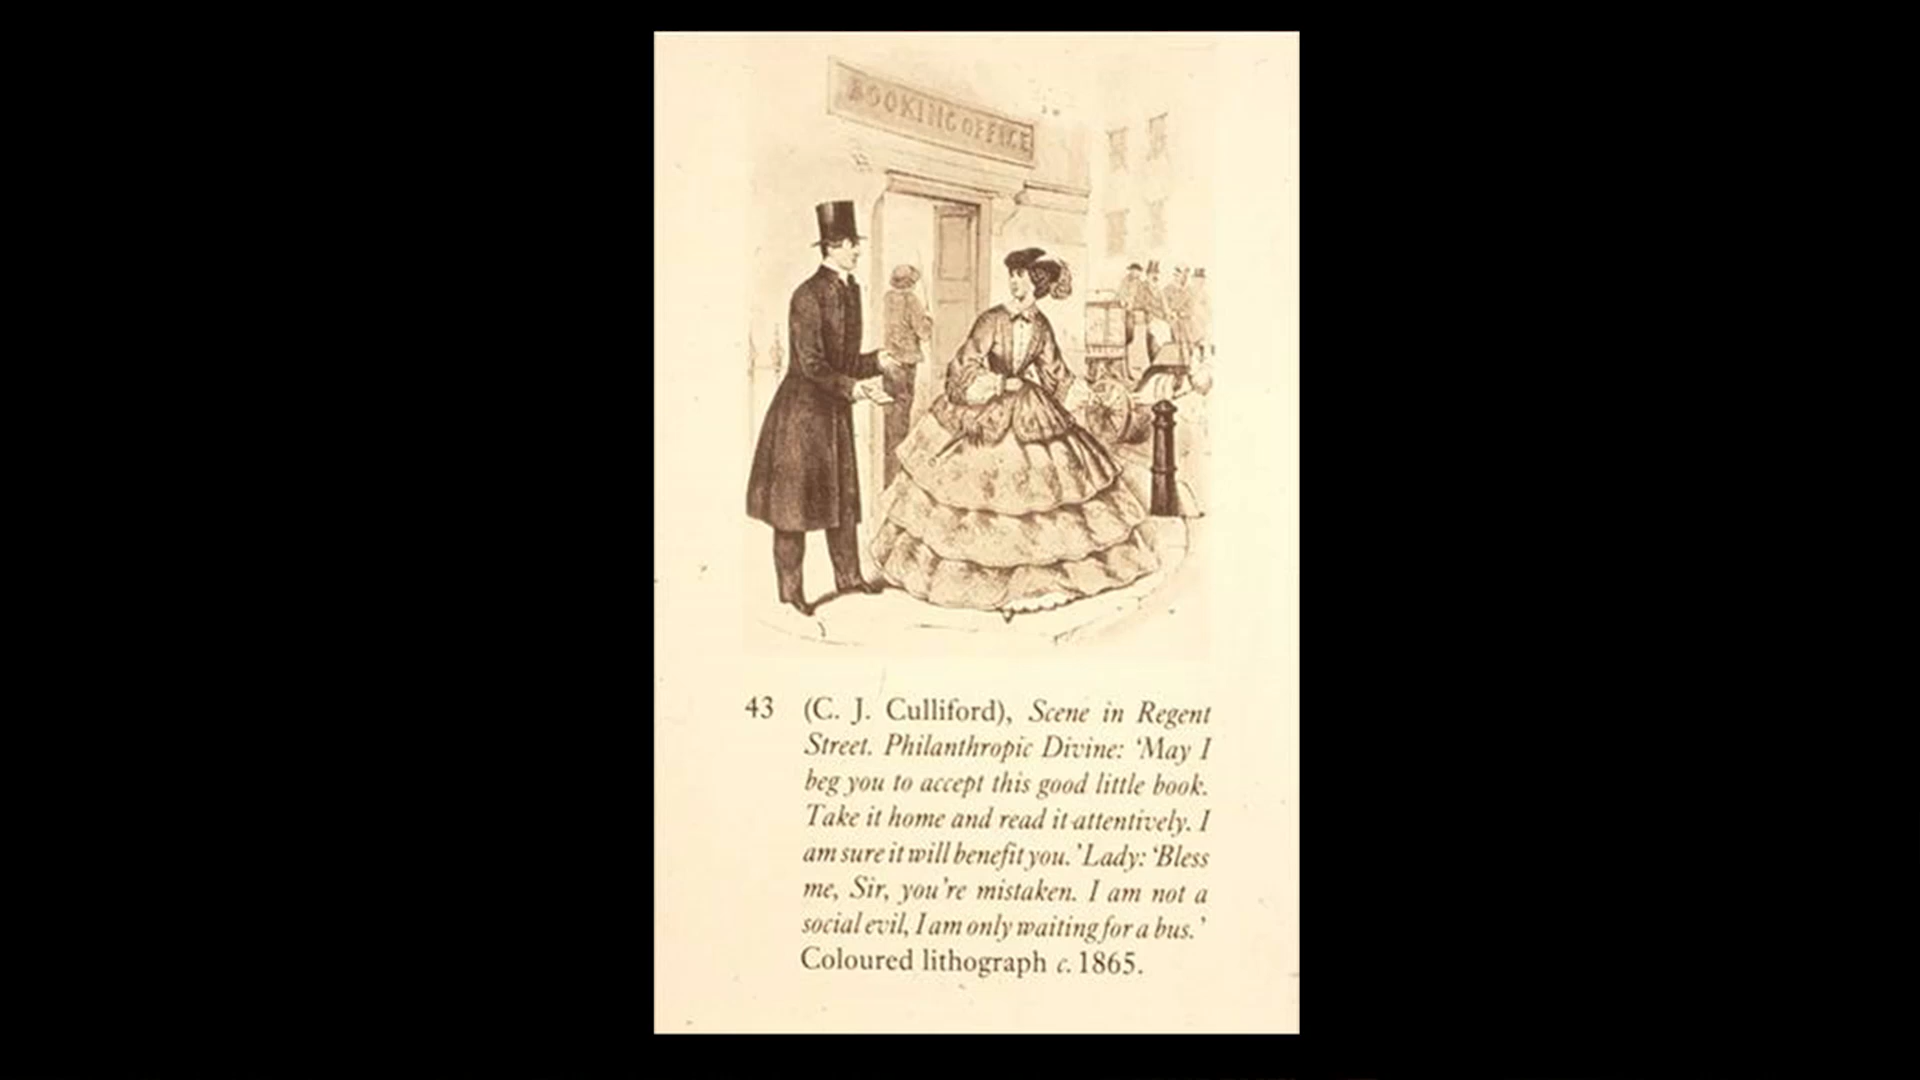 BOOKING OFFICE
43 (C. J. Culliford), Scene in Regent
Street. Philanthropic Divine: ‘May I
beg you to accept this good little book.
Take it home and read it attentively. I
am sure it will benefit you.’ Lady: ‘Bless
me, Sir, you’re mistaken. I am not a
social evil, I am only waiting for a bus.’
Coloured lithograph c. 1865.